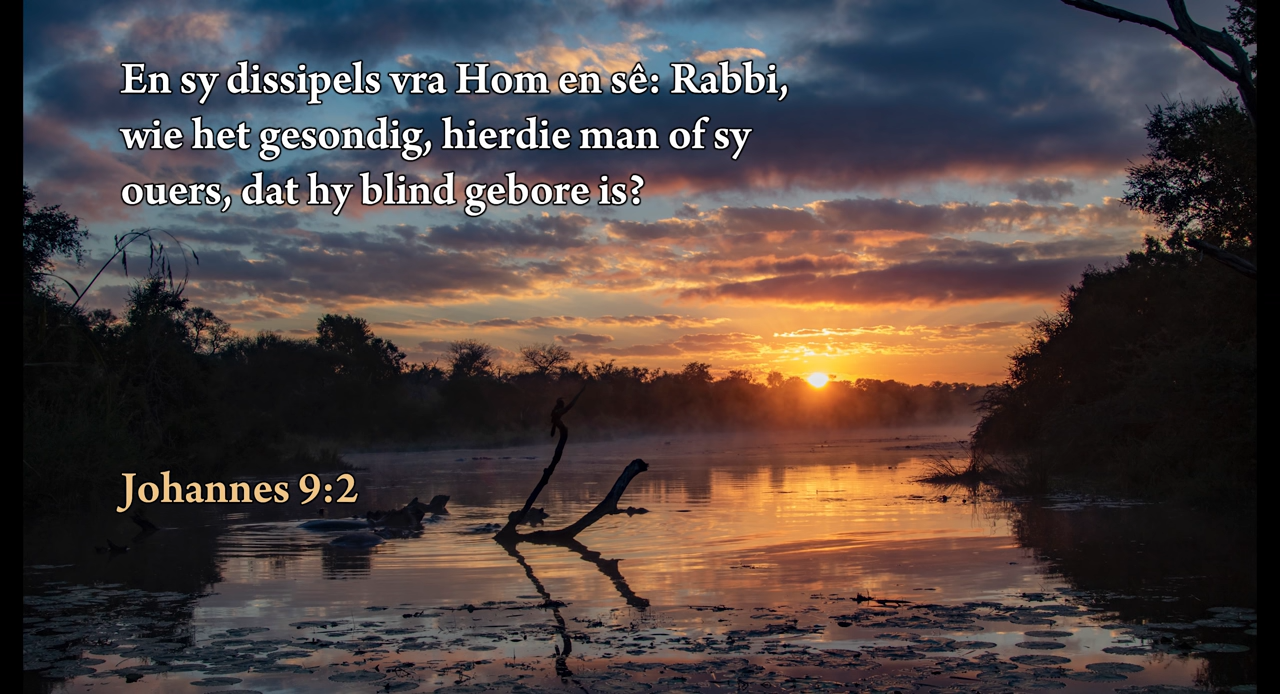 En sy dissipels vra Hom en sê: Rabbi,
wie het gesondig, hierdie man of sy
ouers, dat hy blind gebore is?
Johannes 9:2